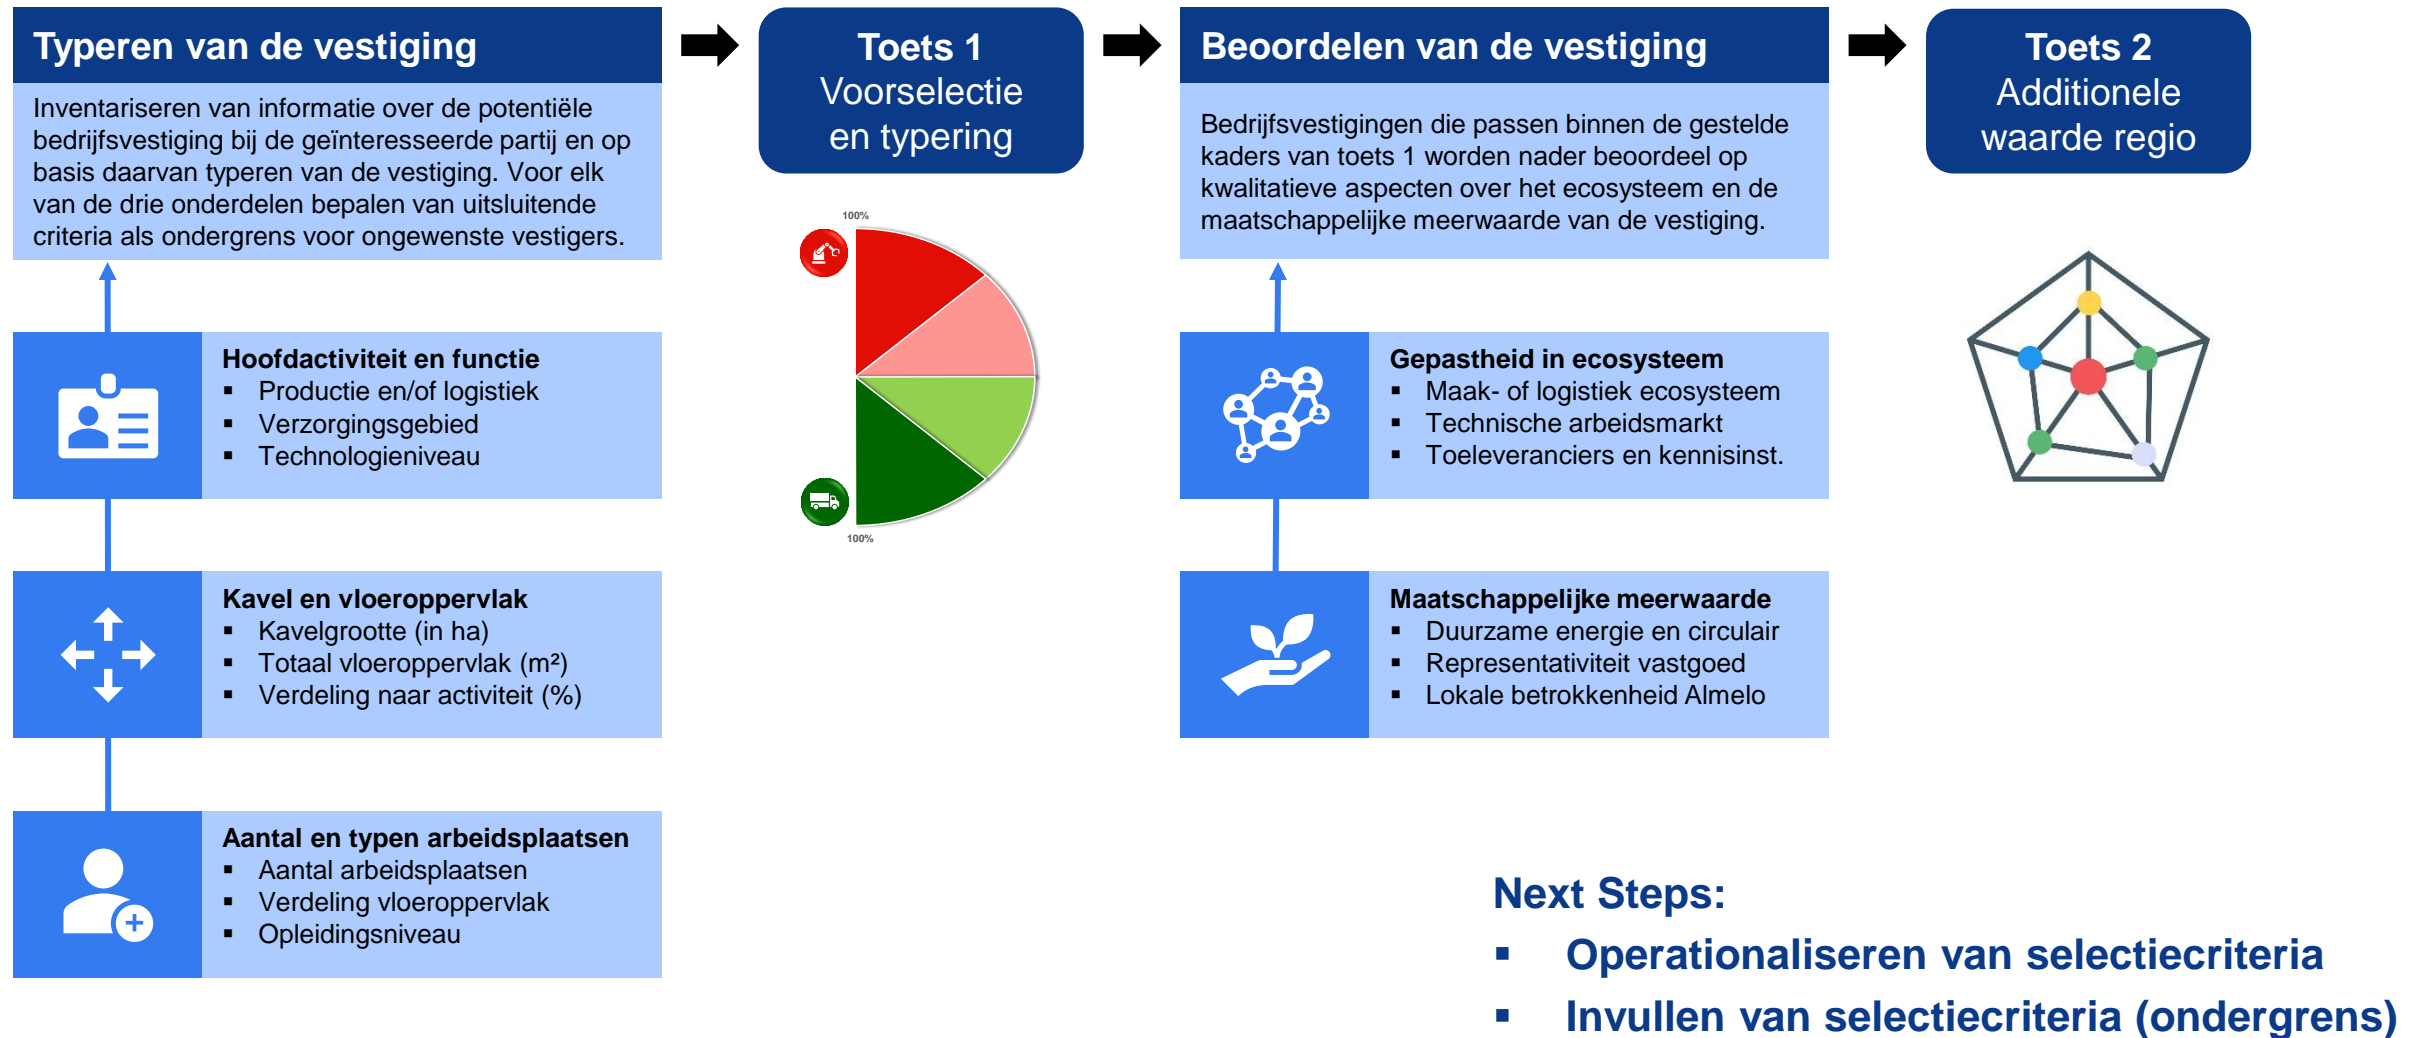 Typeren van de vestiging
Inventariseren van informatie over de potentiële
bedrijfsvestiging bij de geïnteresseerde partij en op
basis daarvan typeren van de vestiging. Voor elk
van de drie onderdelen bepalen van uitsluitende
criteria als ondergrens voor ongewenste vestigers.
Hoofdactiviteit en functie
▪ Productie en/of logistiek
▪ Verzorgingsgebied
▪ Technologieniveau
Kavel en vloeroppervlak
▪ Kavelgrootte (in ha)
▪ Totaal vloeroppervlak (m²)
▪ Verdeling naar activiteit (%)
Aantal en typen arbeidsplaatsen
▪ Aantal arbeidsplaatsen
▪ Verdeling vloeroppervlak
▪ Opleidingsniveau
Toets 1
Voorselectie
en typering
100%
100%
Beoordelen van de vestiging
Bedrijfsvestigingen die passen binnen de gestelde
kaders van toets 1 worden nader beoordeel op
kwalitatieve aspecten over het ecosysteem en de
maatschappelijke meerwaarde van de vestiging.
Gepastheid in ecosysteem
▪ Maak- of logistiek ecosysteem
▪ Technische arbeidsmarkt
▪ Toeleveranciers en kennisinst.
Maatschappelijke meerwaarde
▪ Duurzame energie en circulair
▪ Representativiteit vastgoed
▪ Lokale betrokkenheid Almelo
Toets 2
Additionele
waarde regio
Next Steps:
▪ Operationaliseren van selectiecriteria
▪ Invullen van selectiecriteria (ondergrens)